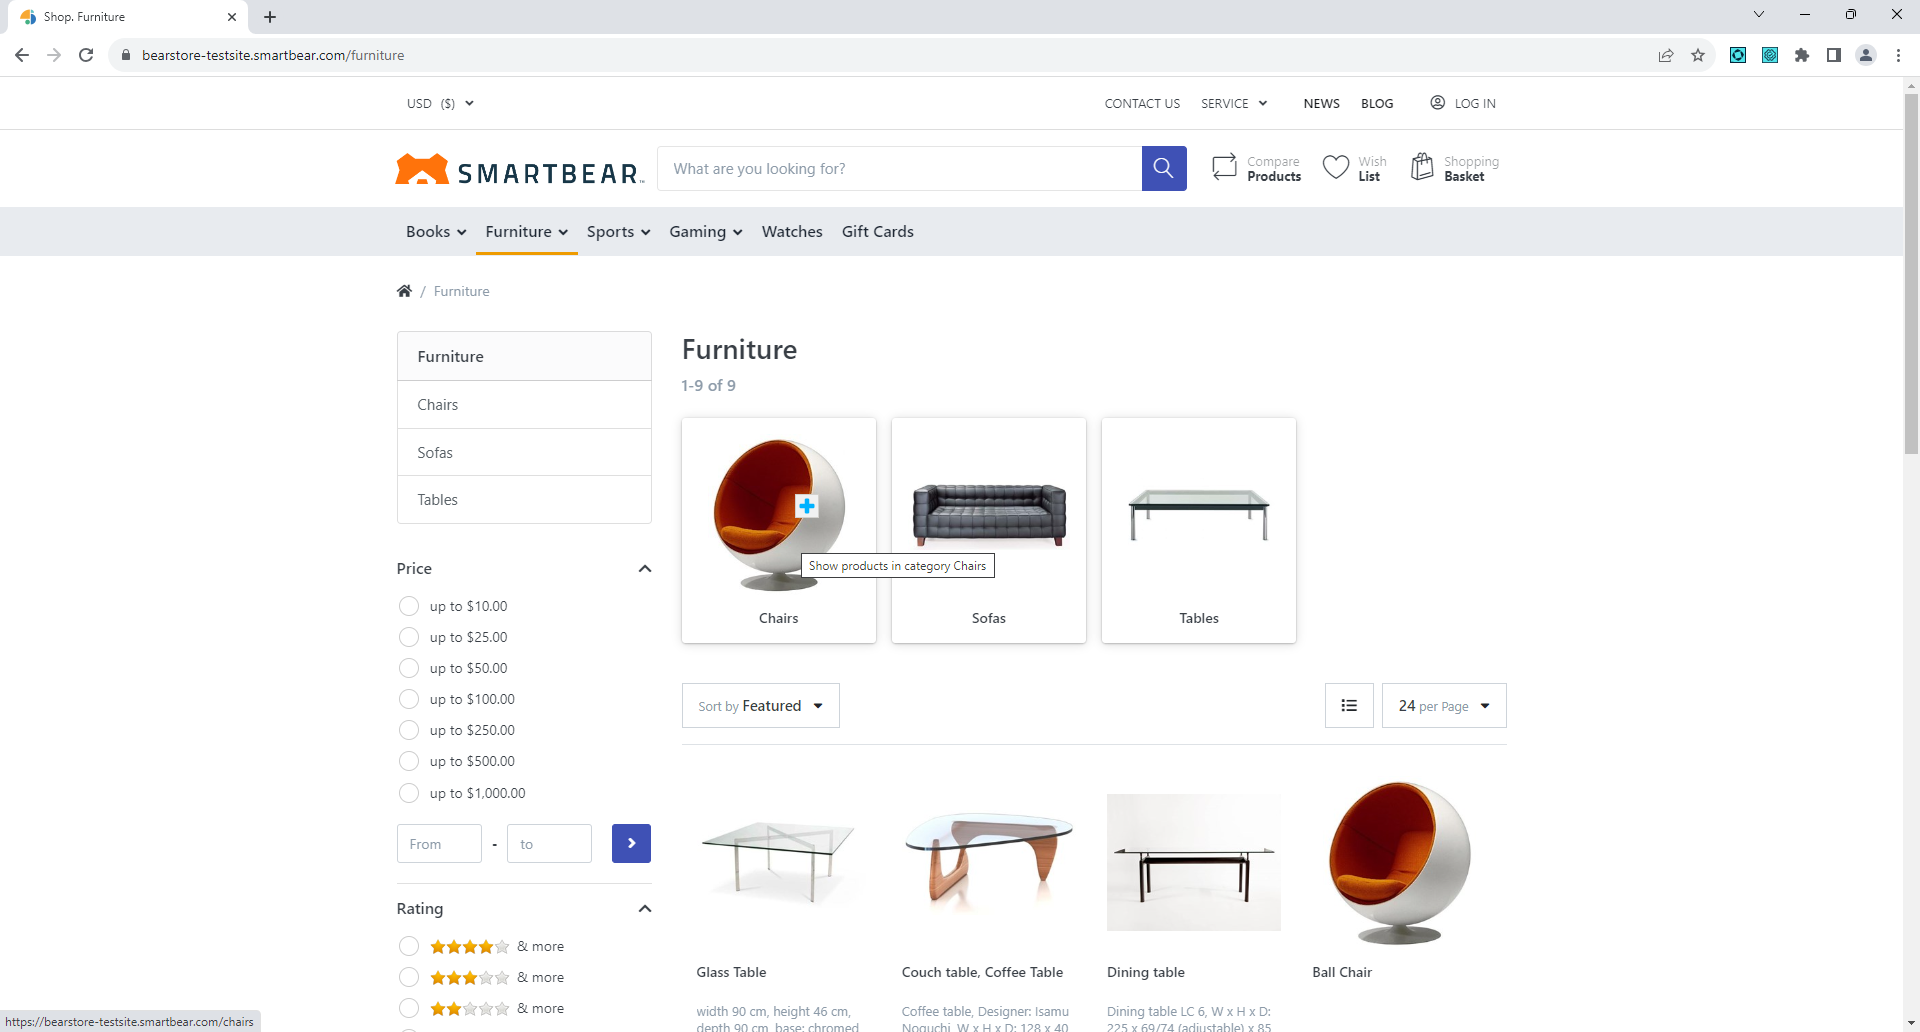 Shop. Furniture
bearstore-testsite.smartbear.com/furniture
USD ($)
CONTACT US SERVICE NEWS BLOG LOG IN
SMARTBEAR
What are you looking for?
Compare Products
Wish List
Shopping Basket
Books Furniture Sports Gaming Watches Gift Cards
/ Furniture
Furniture
Chairs
Sofas
Tables
Furniture
1-9 of 9
Show products in category Chairs
Chairs Sofas Tables
Price
up to $10.00
up to $25.00
up to $50.00
up to $100.00
up to $250.00
up to $500.00
up to $1,000.00
From - to
Rating
& more
& more
& more
Sort by Featured
24 per Page
Glass Table
width 90 cm, height 46 cm,
depth 90 cm, base: chromed
Couch table, Coffee Table
Coffee table, Designer: Isamu
Noguchi, W x H x D: 128 x 40
Dining table
Dining table LC 6, W x H x D:
225 x 69/74 (adjustable) x 85
Ball Chair
https://bearstore-testsite.smartbear.com/chairs